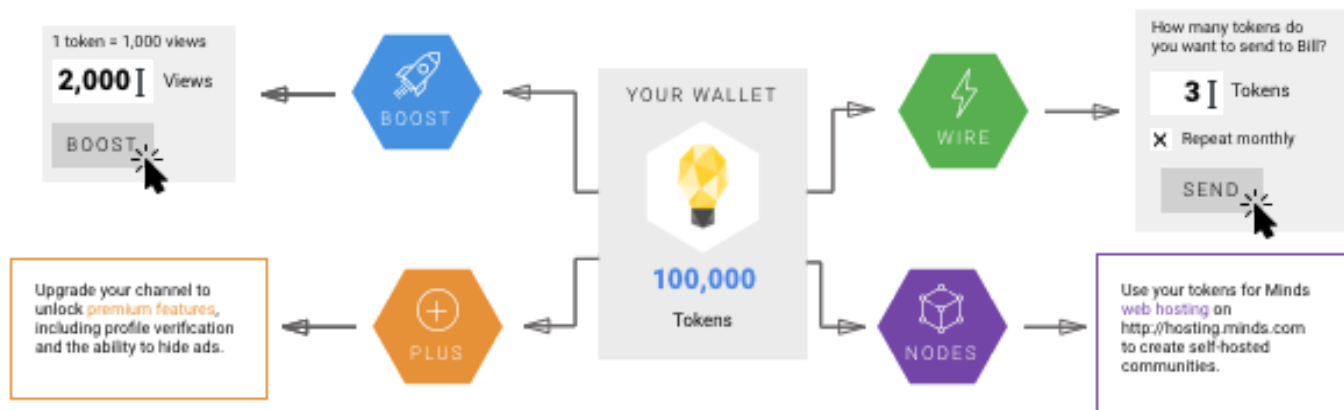 1 token = 1,000 views
2,000 Views
BOOST
BOOST
YOUR WALLET
100,000
Tokens
WIRE
How many tokens do
you want to send to Bill?
3 Tokens
Repeat monthly
SEND
Upgrade your channel to
unlock premium features,
including profile verification
and the ability to hide ads.
PLUS
NODES
Use your tokens for Minds
web hosting on
http://hosting.minds.com
to create self-hosted
communities.